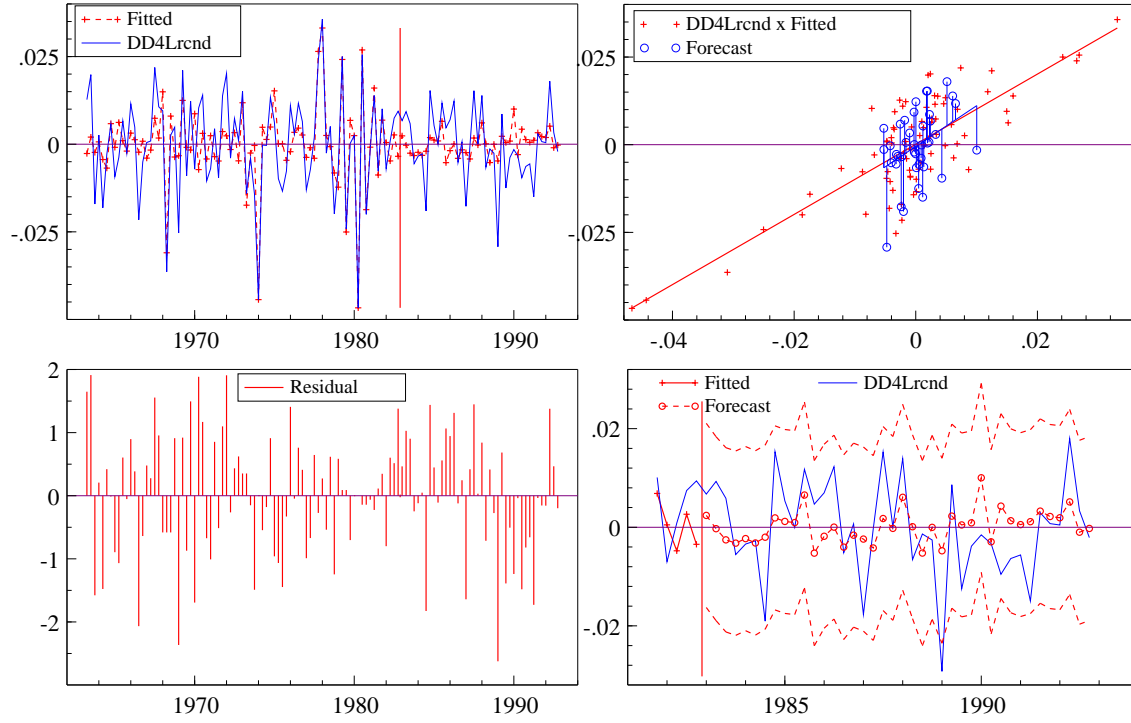 Fitted
DD4Lrcnd
.025
0
-.025
1970 1980 1990
DD4Lrcnd x Fitted
Forecast
.025
0
-.025
-.04 -.02 0 .02
Residual
2
1
0
-1
-2
1970 1980 1990
Fitted DD4Lrcnd
Forecast
.02
0
-.02
1985 1990